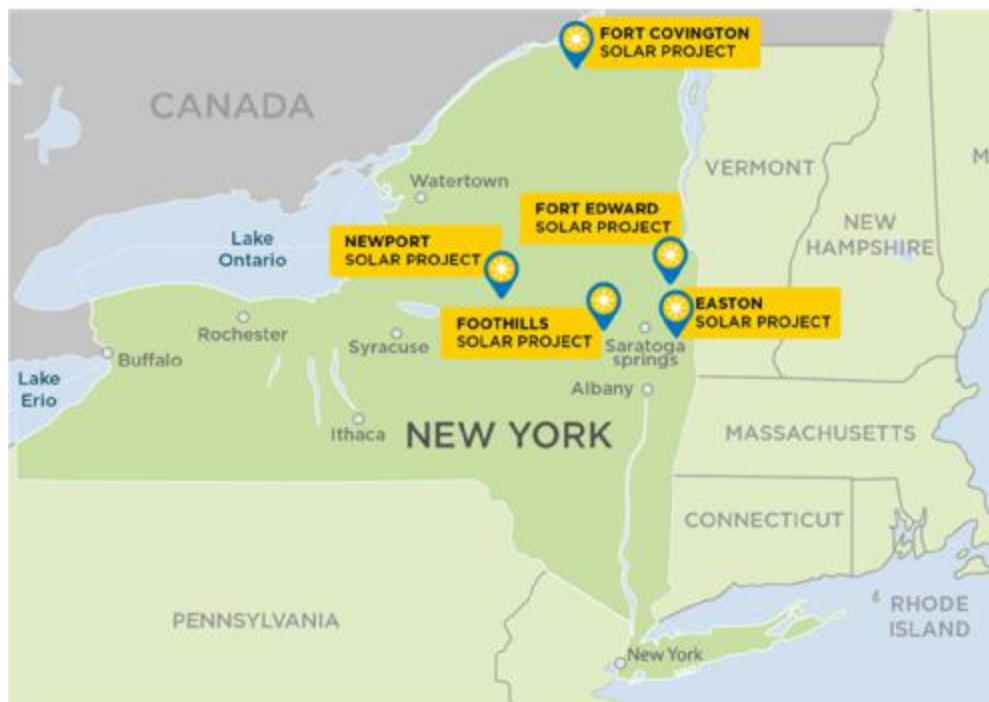 FORT COVINGTON
SOLAR PROJECT
CANADA
VERMONT
M
Watertown
FORT EDWARD
SOLAR PROJECT
NEW
HAMPSHIRE
NEWPORT
SOLAR PROJECT
Lake
Ontario
EASTON
SOLAR PROJECT
FOOTHILLS
SOLAR PROJECT
Rochester
Syracuse
Saratoga
springs
Buffalo
Lake
Erio
Albany
Ithaca
NEW YORK
MASSACHUSETTS
CONNECTICUT
PENNSYLVANIA
RHODE
ISLAND
New York